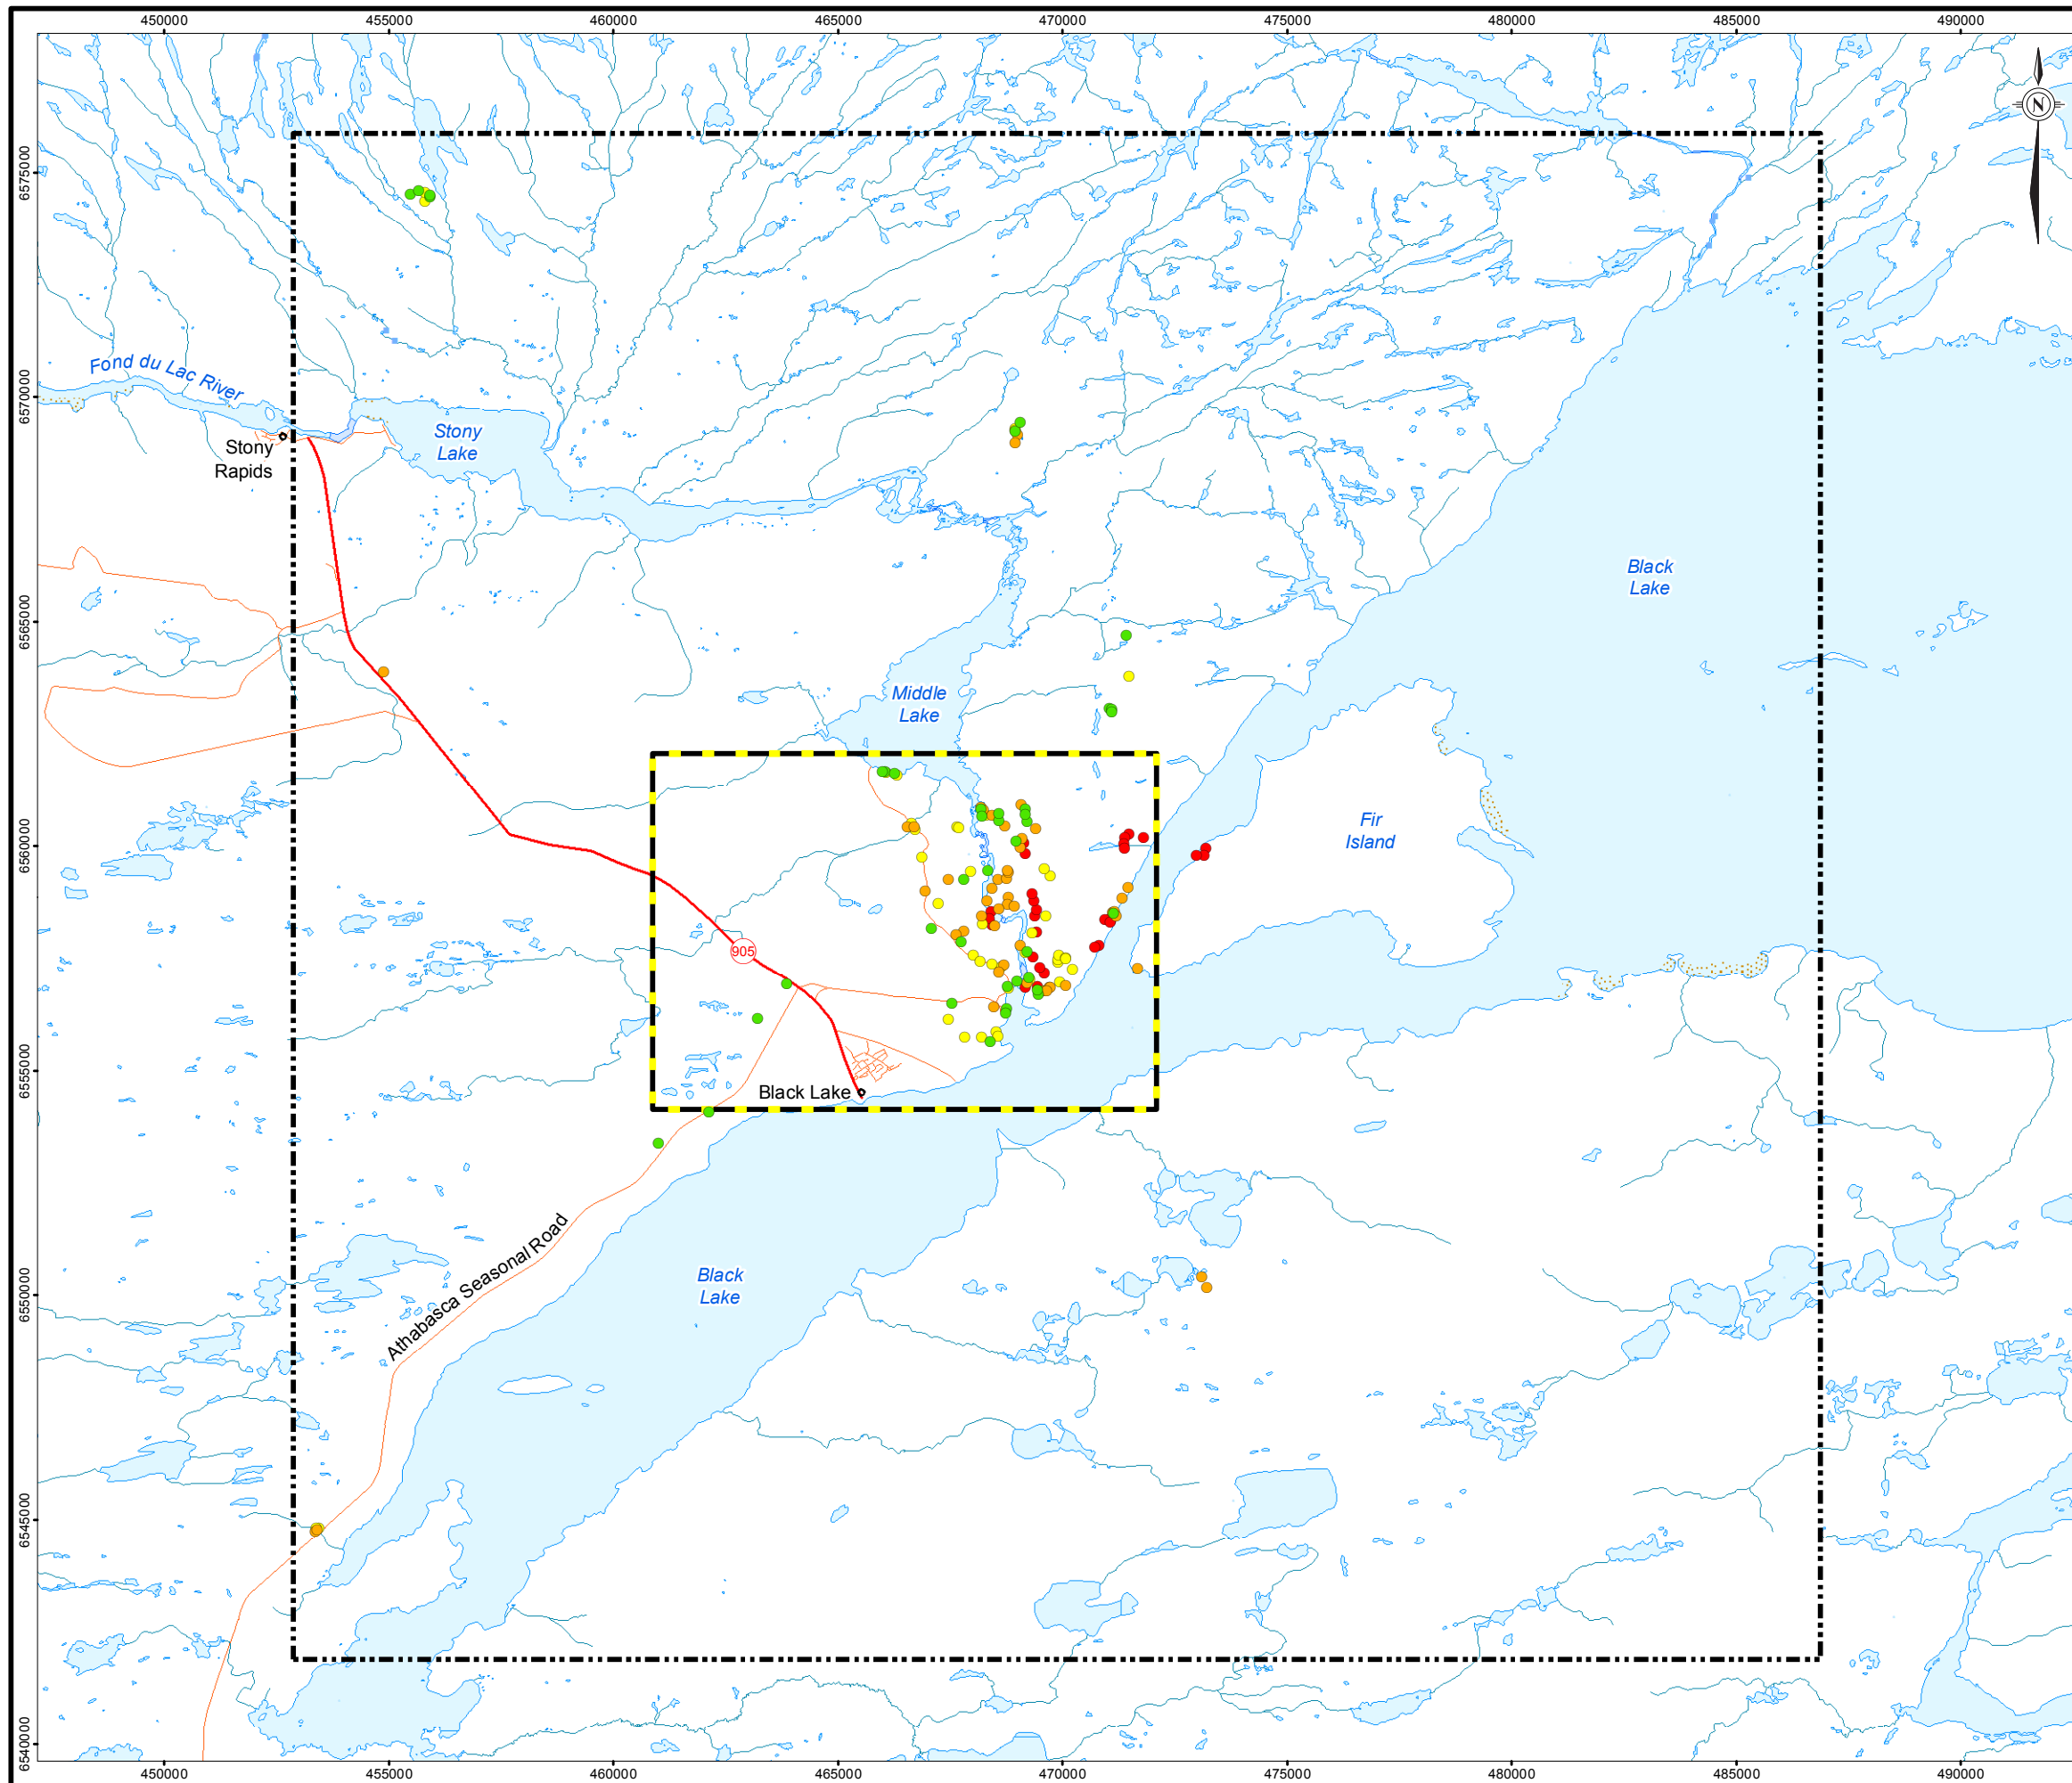 450000 455000 460000 465000 470000 475000 480000 485000 490000
N
6575000
6570000
6565000
6560000
6555000
6550000
6545000
6540000
Fond du Lac River
Stony
Rapids
Stony
Lake
Black
Lake
Middle
Lake
Fir
Island
905
Black Lake
Athabasca Seasonal Road
Black
Lake
450000 455000 460000 465000 470000 475000 480000 485000 490000